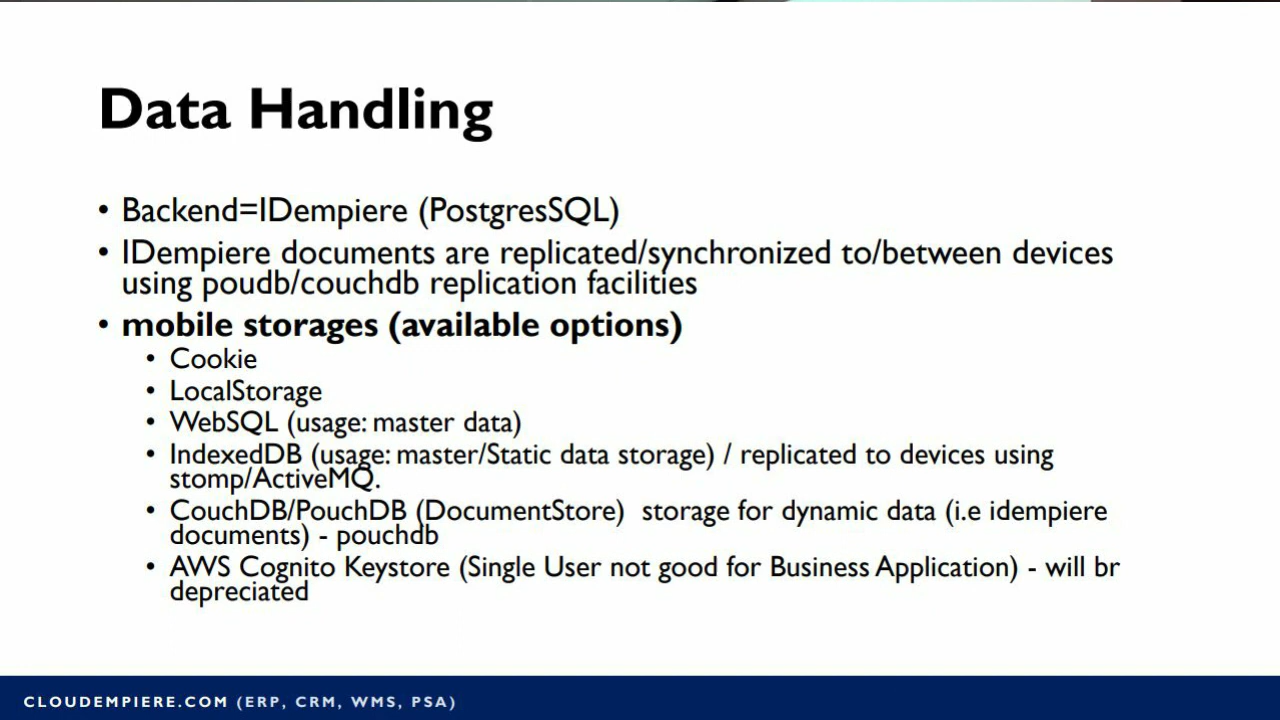 Data Handling
• Backend=IDempiere (PostgresSQL)
• IDempiere documents are replicated/synchronized to/between devices
using poudb/couchdb replication facilities
• mobile storages (available options)
• Cookie
• LocalStorage
• WebSQL (usage: master data)
• IndexedDB (usage: master/Static data storage) / replicated to devices using
stomp/ActiveMQ.
• CouchDB/PouchDB (DocumentStore)  storage for dynamic data (i.e idempiere
documents) - pouchdb
• AWS Cognito Keystore (Single User not good for Business Application) - will br
depreciated
CLOUDEMPIERE.COM (ERP, CRM, WMS, PSA)